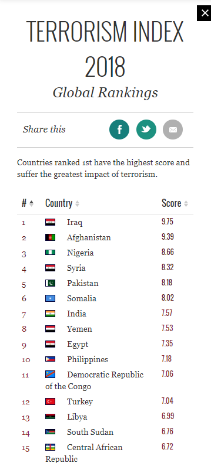 TERRORISM INDEX
2018
Global Rankings
Share this
Countries ranked 1st have the highest score and
suffer the greatest impact of terrorism.
# Country Score
1 Iraq 9.75
2 Afghanistan 9.39
3 Nigeria 8.66
4 Syria 8.32
5 Pakistan 8.18
6 Somalia 8.02
7 India 7.57
8 Yemen 7.53
9 Egypt 7.35
10 Philippines 7.18
11 Democratic Republic 7.06
of the Congo
12 Turkey 7.04
13 Libya 6.99
14 South Sudan 6.76
15 Central African 6.72
Republic